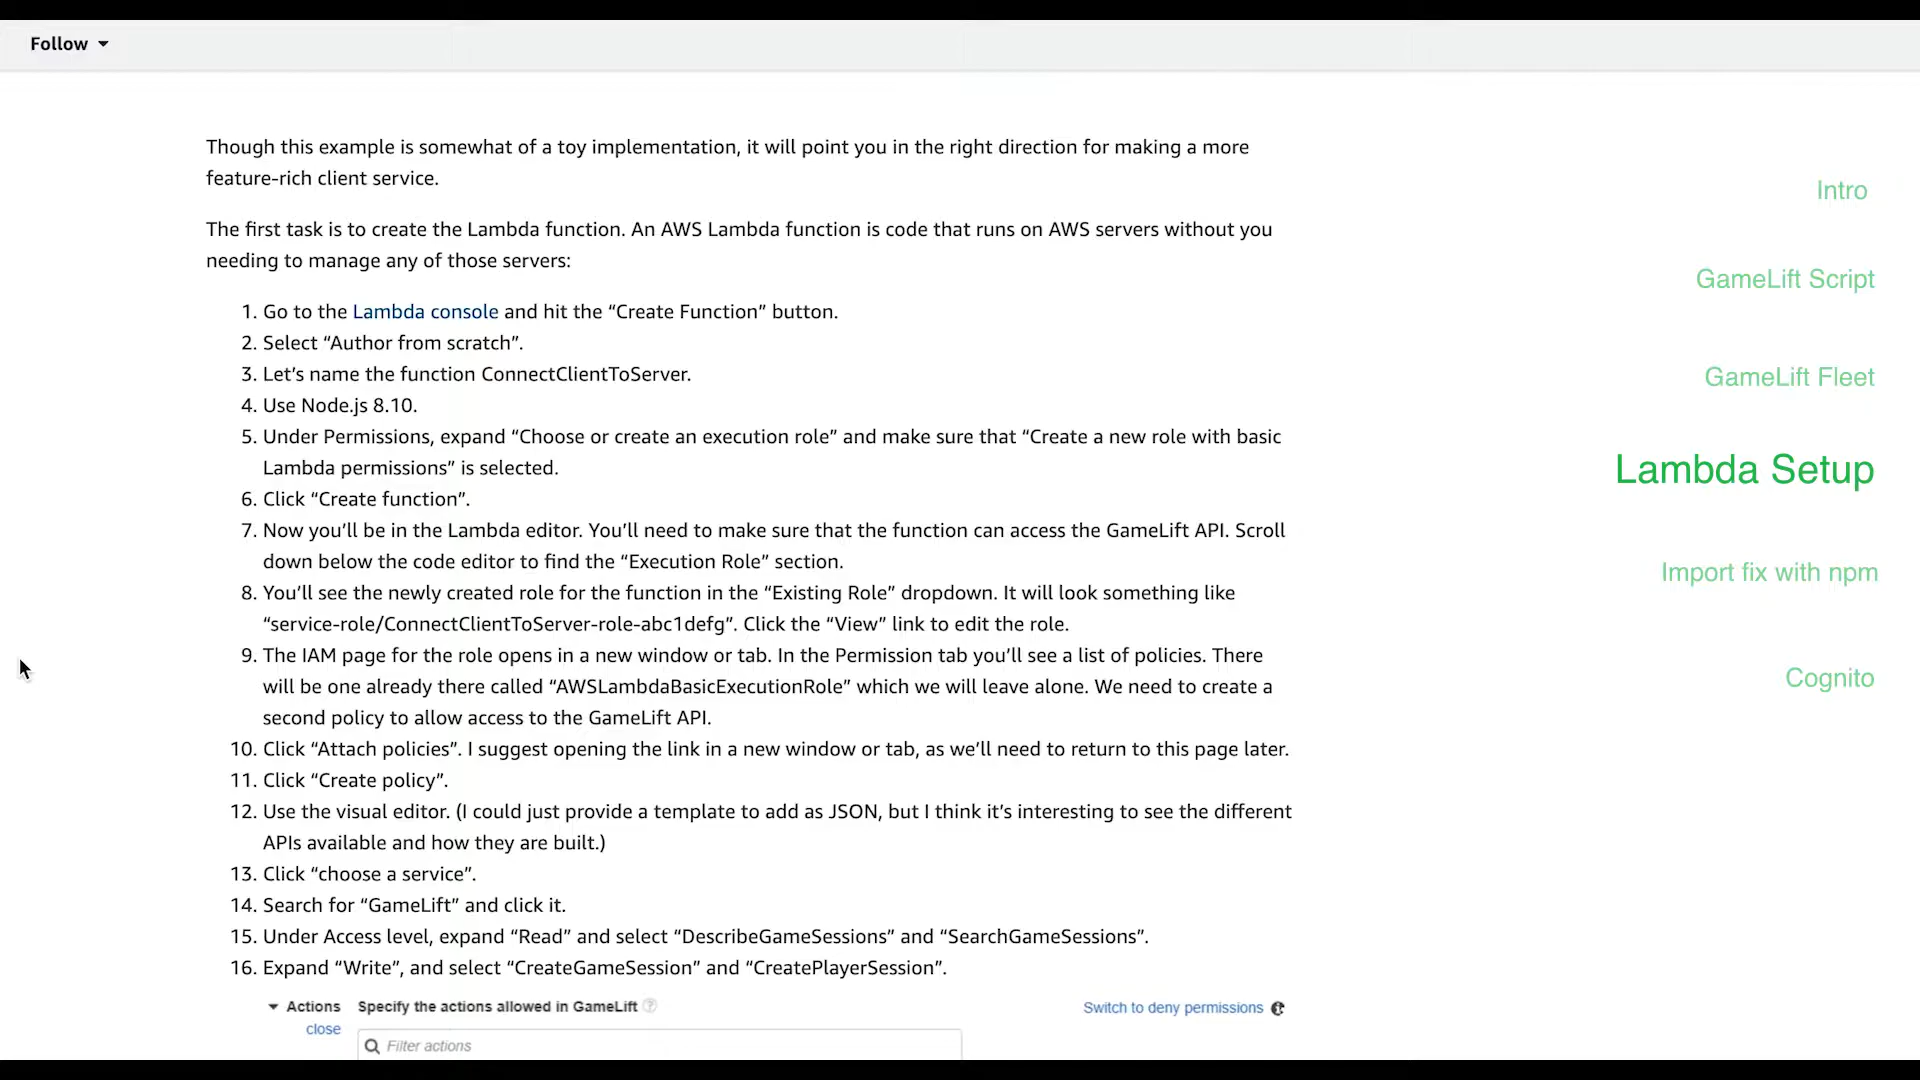 Follow
Though this example is somewhat of a toy implementation, it will point you in the right direction for making a more
feature-rich client service.
The first task is to create the Lambda function. An AWS Lambda function is code that runs on AWS servers without you
needing to manage any of those servers:
1. Go to the Lambda console and hit the “Create Function” button.
2. Select “Author from scratch”.
3. Let’s name the function ConnectClientToServer.
4. Use Node.js 8.10.
5. Under Permissions, expand “Choose or create an execution role” and make sure that “Create a new role with basic
Lambda permissions” is selected.
6. Click “Create function”.
7. Now you’ll be in the Lambda editor. You’ll need to make sure that the function can access the GameLift API. Scroll
down below the code editor to find the “Execution Role” section.
8. You’ll see the newly created role for the function in the “Existing Role” dropdown. It will look something like
“service-role/ConnectClientToServer-role-abc1defg”. Click the “View” link to edit the role.
9. The IAM page for the role opens in a new window or tab. In the Permission tab you’ll see a list of policies. There
will be one already there called “AWSLambdaBasicExecutionRole” which we will leave alone. We need to create a
second policy to allow access to the GameLift API.
10. Click “Attach policies”. I suggest opening the link in a new window or tab, as we’ll need to return to this page later.
11. Click “Create policy”.
12. Use the visual editor. (I could just provide a template to add as JSON, but I think it’s interesting to see the different
APIs available and how they are built.)
13. Click “choose a service”.
14. Search for “GameLift” and click it.
15. Under Access level, expand “Read” and select “DescribeGameSessions” and “SearchGameSessions”.
16. Expand “Write”, and select “CreateGameSession” and “CreatePlayerSession”.
Actions Specify the actions allowed in GameLift ? Switch to deny permissions
close
Filter actions
Intro
GameLift Script
GameLift Fleet
Lambda Setup
Import fix with npm
Cognito